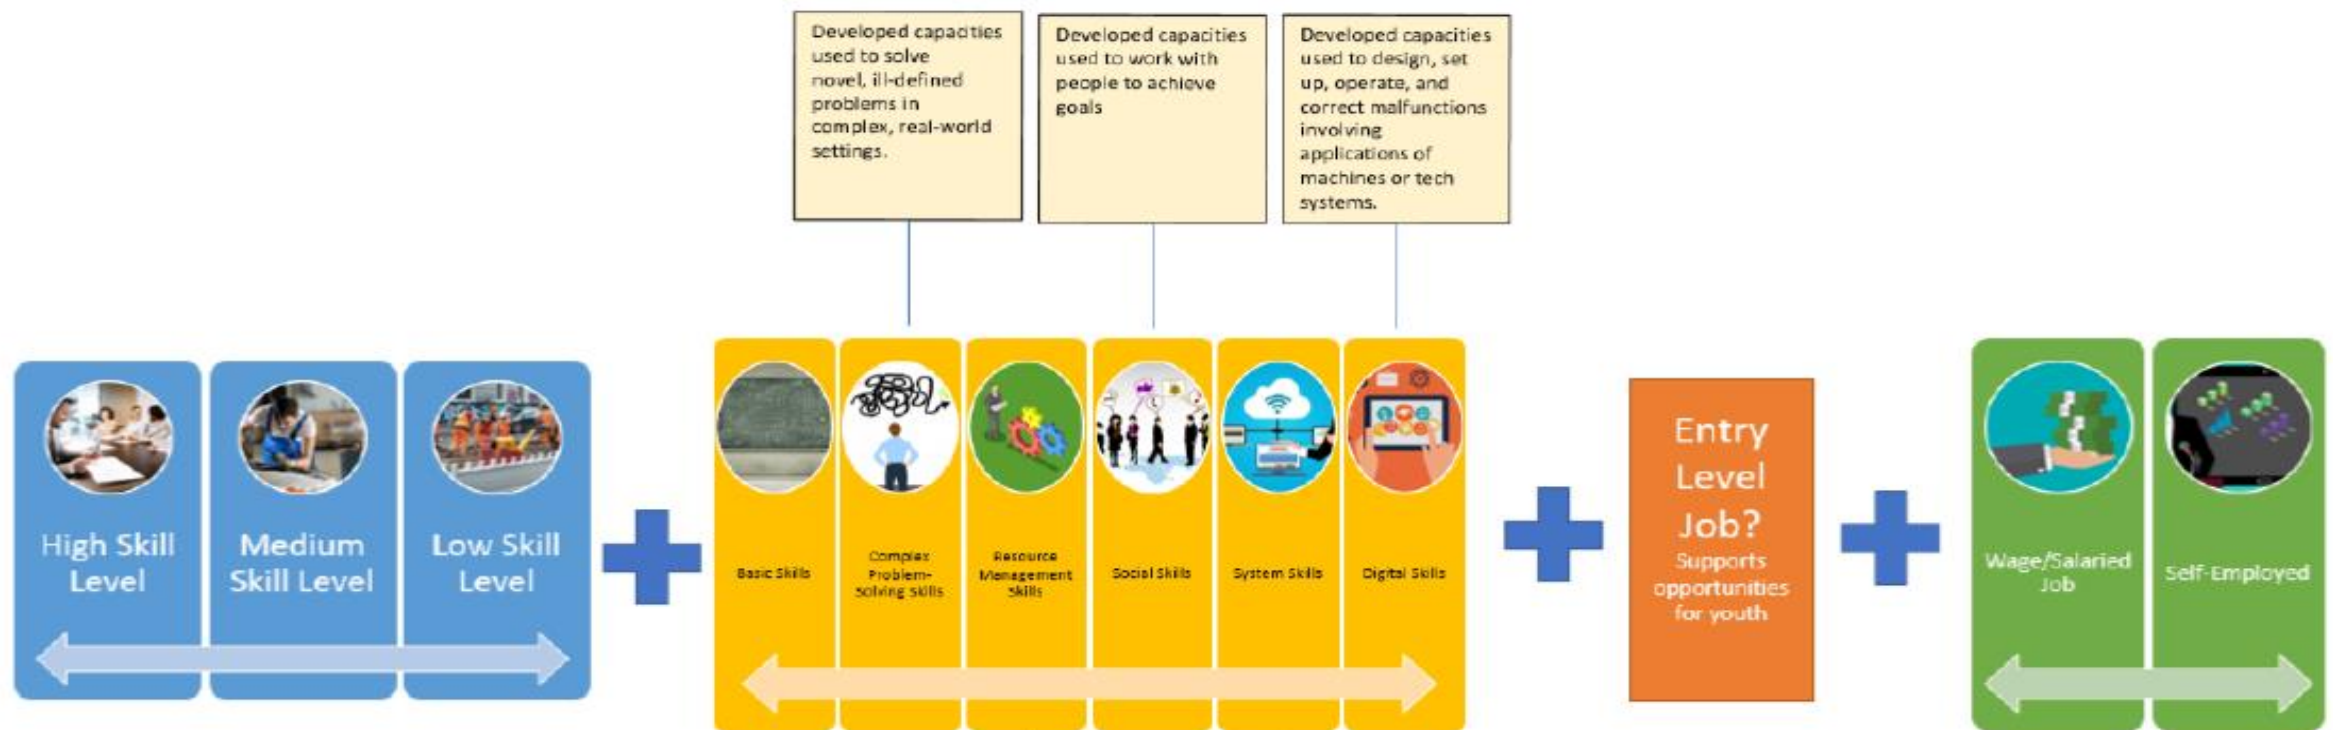 Developed capacities
used to solve
novel, ill-defined
problems in
complex, real-world
settings.
Developed capacities
used to work with
people to achieve
goals
Developed capacities
used to design, set
up, operate, and
correct malfunctions
involving
applications of
machines or tech
systems.
High Skill
Level
Medium
Skill Level
Low Skill
Level
Basic Skills
Complex
Problem-
Solving Skills
Resource
Management
Skills
Social Skills
System Skills
Digital Skills
Entry
Level
Job?
Supports
opportunities
for youth
Wage/Salaried
Job
Self-Employed